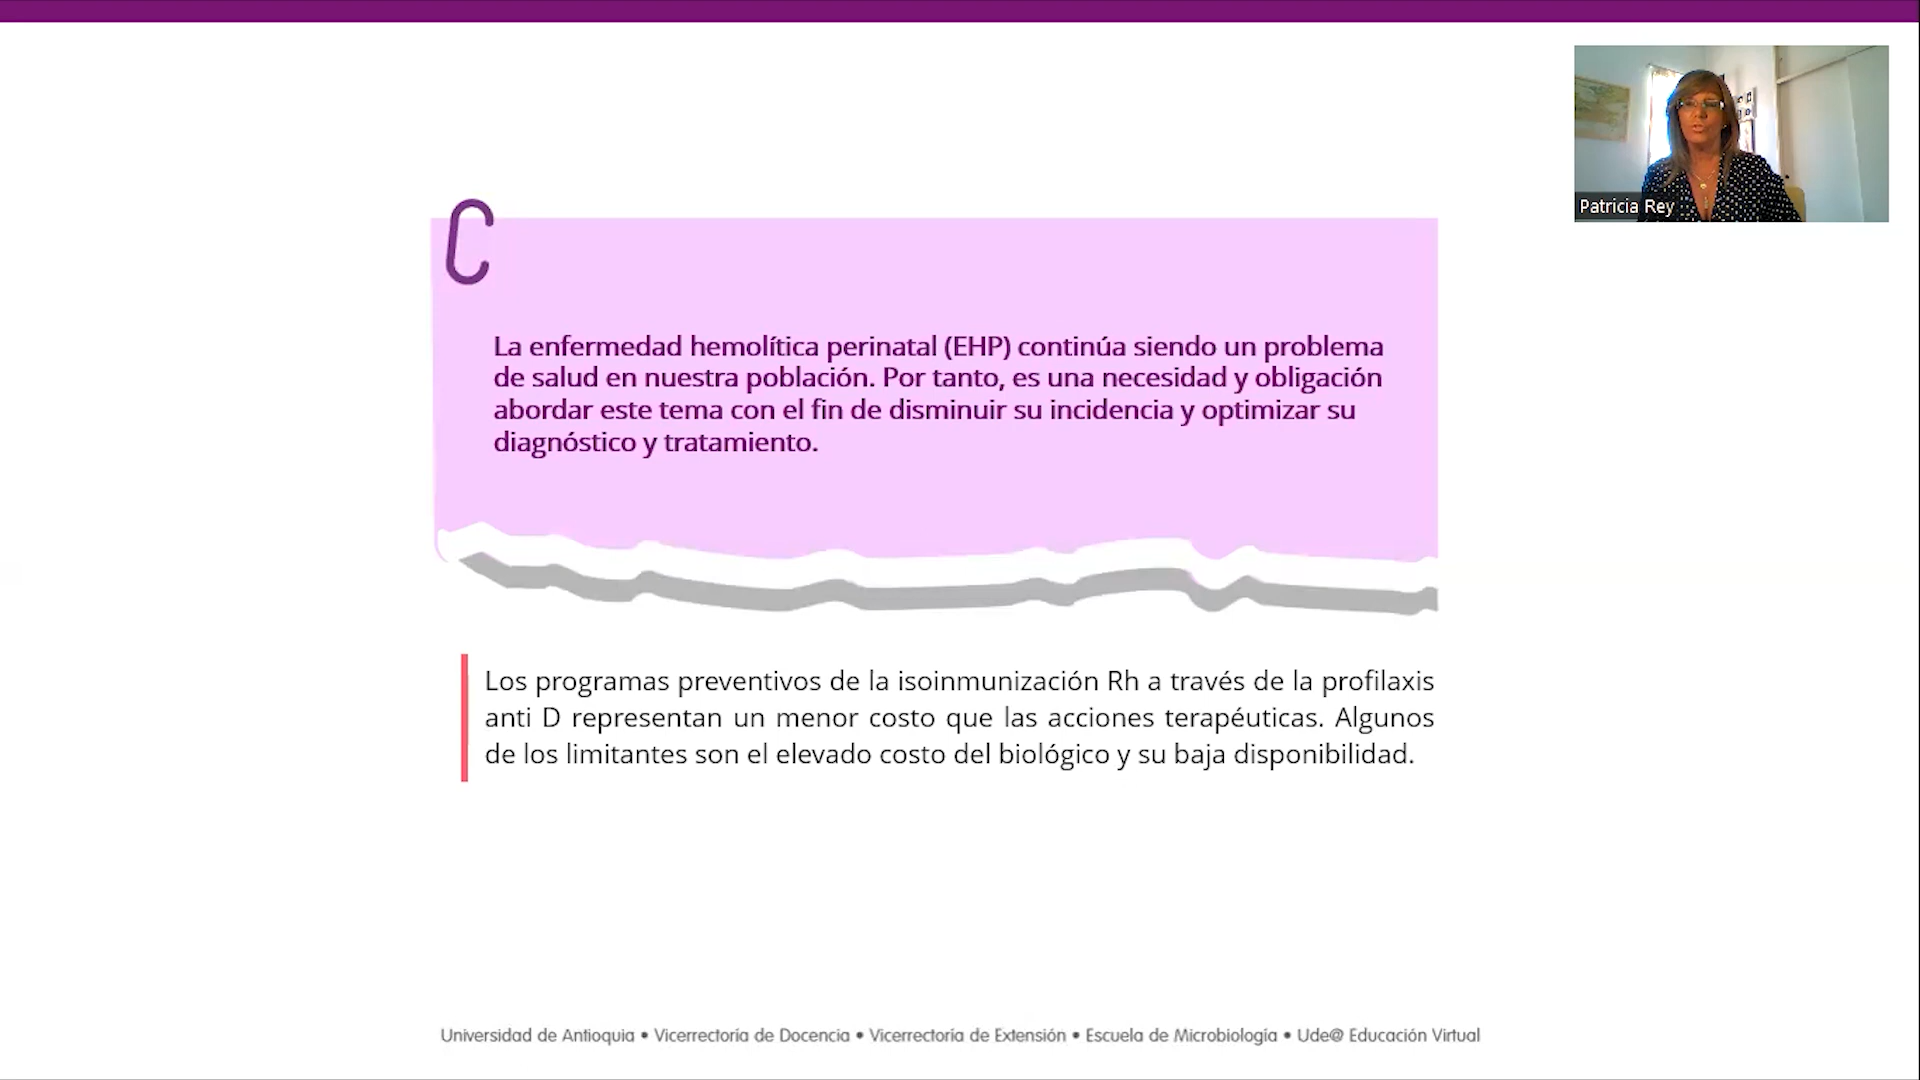 Patricia Rey
La enfermedad hemolítica perinatal (EHP) continúa siendo un problema
de salud en nuestra población. Por tanto, es una necesidad y obligación
abordar este tema con el fin de disminuir su incidencia y optimizar su
diagnóstico y tratamiento.
Los programas preventivos de la isoinmunización Rh a través de la profilaxis
anti D representan un menor costo que las acciones terapéuticas. Algunos
de los limitantes son el elevado costo del biológico y su baja disponibilidad.
Universidad de Antioquia • Vicerrectoría de Docencia • Vicerrectoría de Extensión • Escuela de Microbiología • Ude@ Educación Virtual